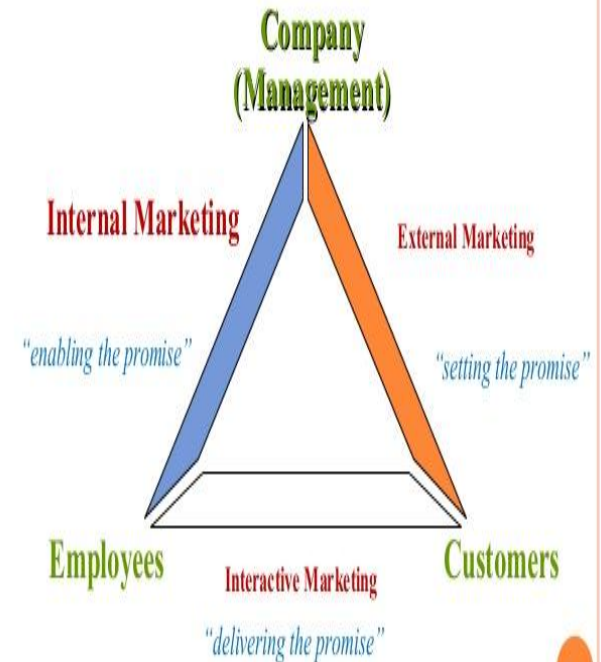 Company
(Management)
Internal Marketing
External Marketing
“enabling the promise”
“setting the promise”
Employees
Customers
Interactive Marketing
“delivering the promise”